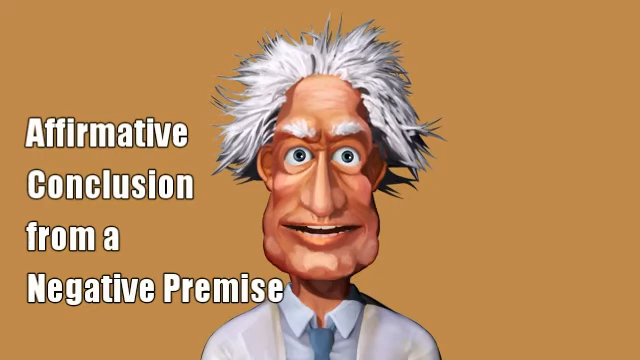 Affirmative
Conclusion
from a
Negative Premise